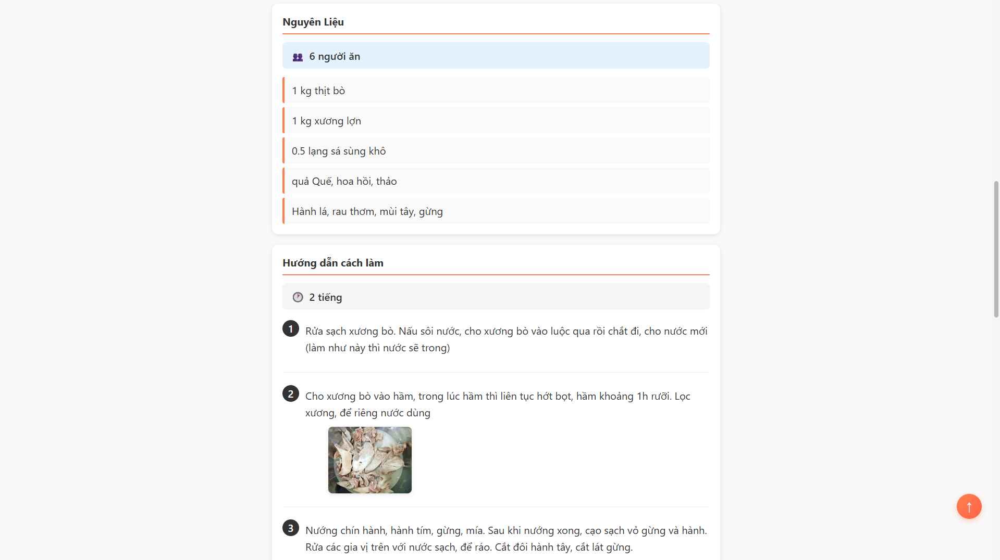 Nguyên Liệu
6 người ăn
1 kg thịt bò
1 kg xương lợn
0.5 lạng sá sùng khô
quả Quế, hoa hồi, thảo
Hành lá, rau thơm, mùi tây, gừng
Hướng dẫn cách làm
2 tiếng
1
Rửa sạch xương bò. Nấu sôi nước, cho xương bò vào luộc qua rồi chắt đi, cho nước mới
(làm như này thì nước sẽ trong)
2
Cho xương bò vào hầm, trong lúc hầm thì liên tục hớt bọt, hầm khoảng 1h rưỡi. Lọc
xương, để riêng nước dùng
3
Nướng chín hành, hành tím, gừng, mía. Sau khi nướng xong, cạo sạch vỏ gừng và hành.
Rửa các gia vị trên với nước sạch, để ráo. Cắt đôi hành tây, cắt lát gừng.
↑